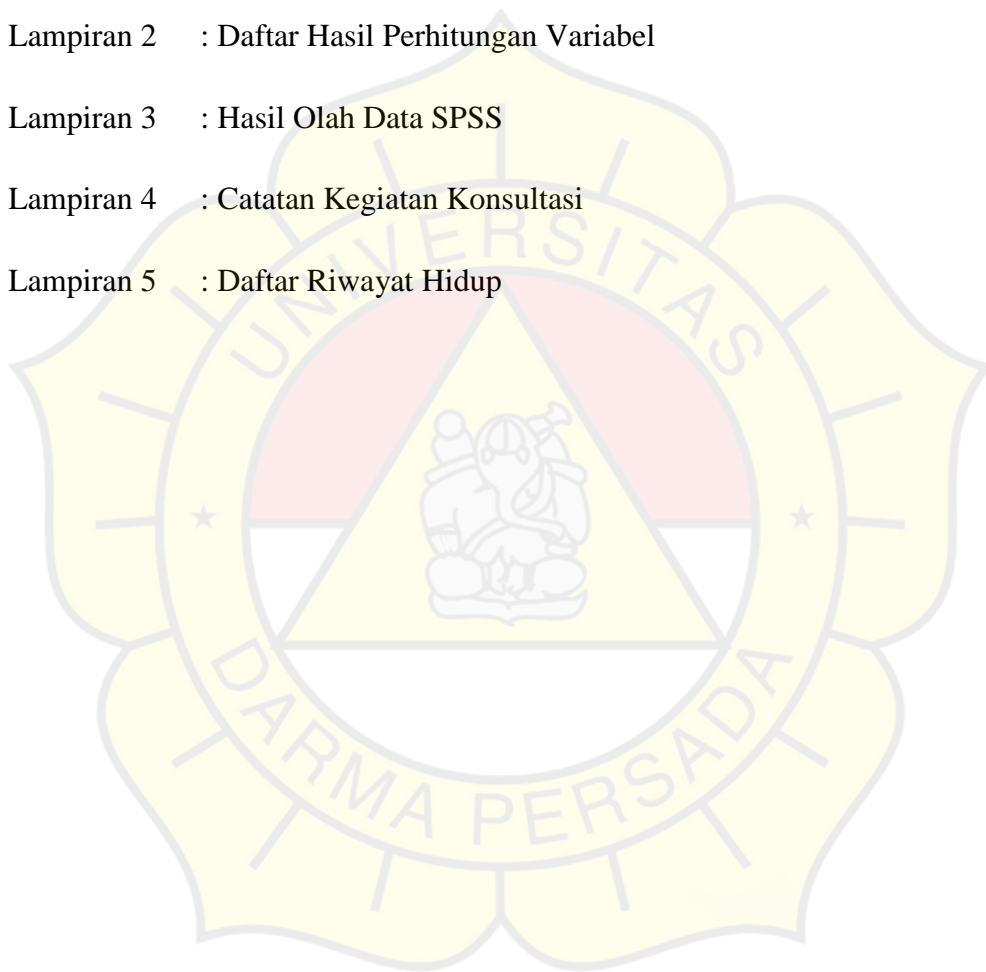 Lampiran 2 : Daftar Hasil Perhitungan Variabel
Lampiran 3 : Hasil Olah Data SPSS
Lampiran 4 : Catatan Kegiatan Konsultasi
Lampiran 5 : Daftar Riwayat Hidup
UNIVERSITAS
DARMA PERSADA